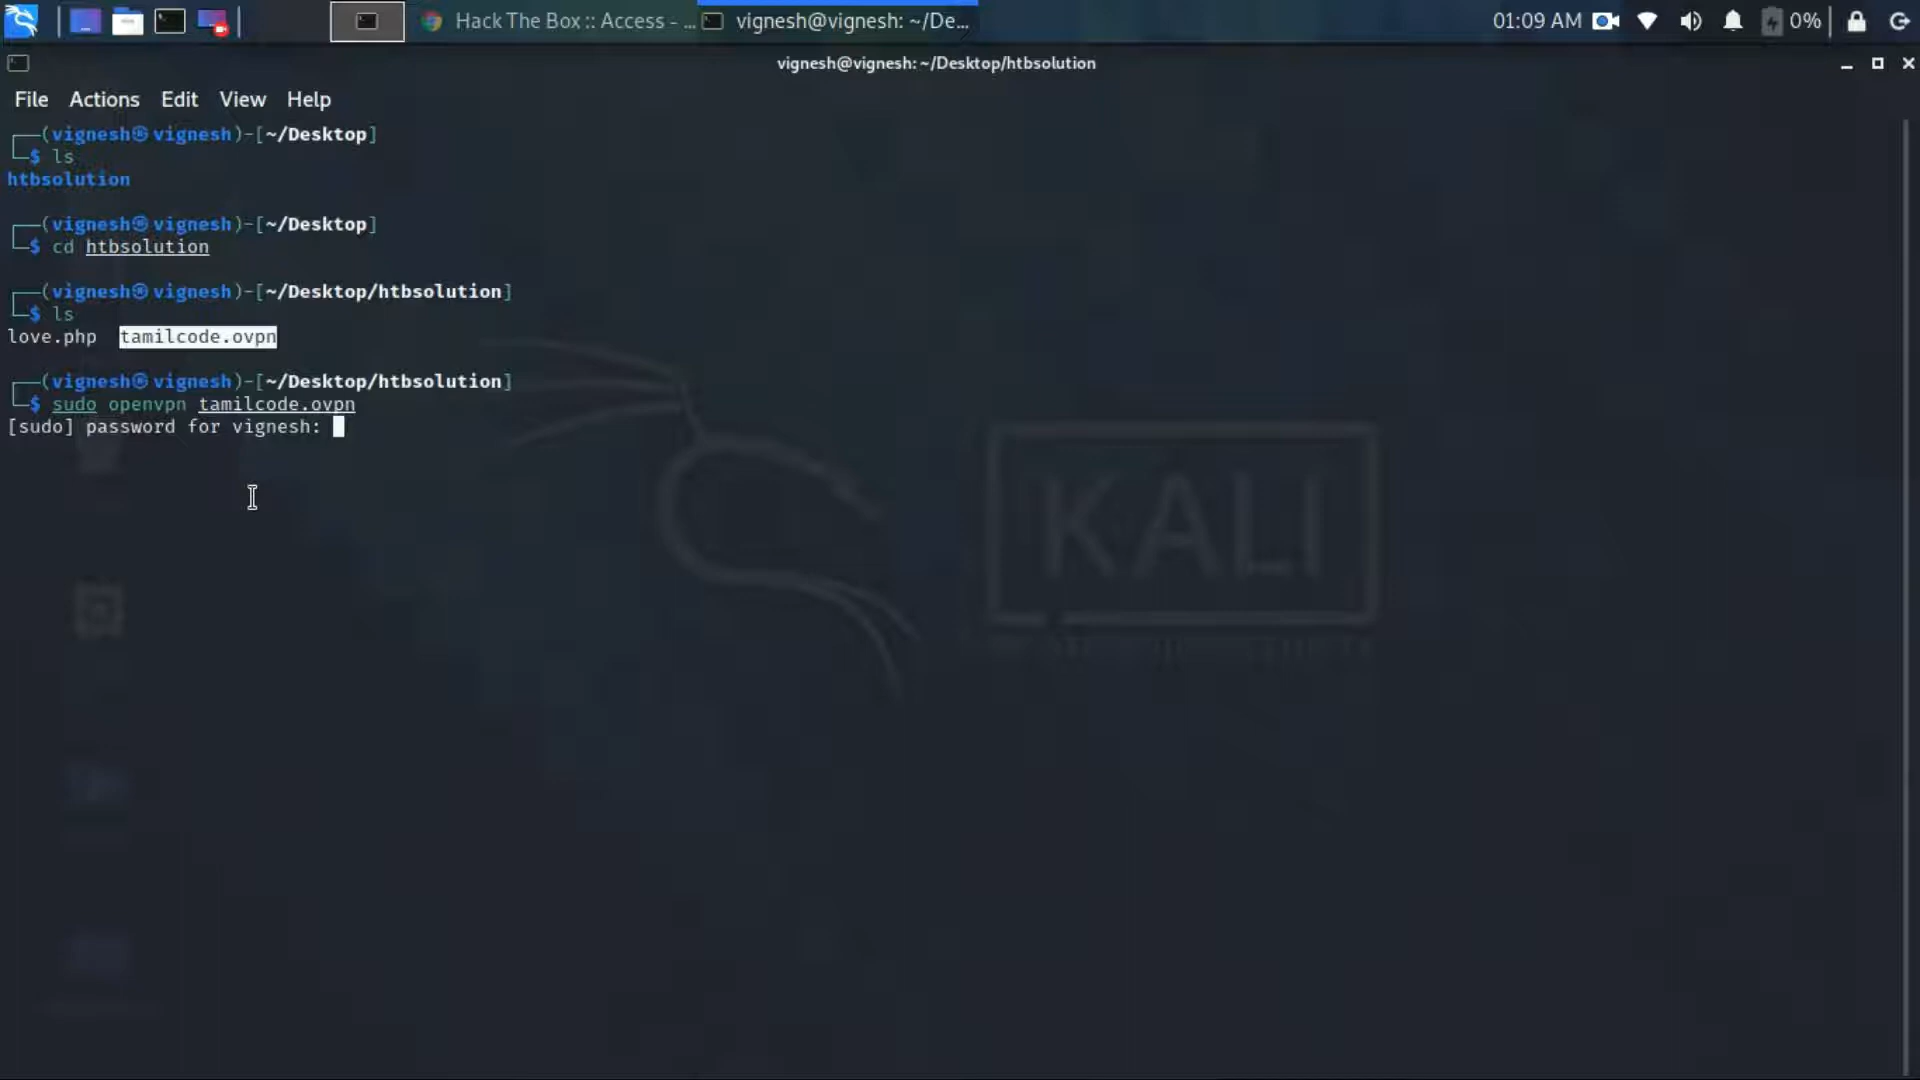 Hack The Box :: Access - ...
vignesh@vignesh: ~/De...
01:09 AM
0%
vignesh@vignesh: ~/Desktop/htbsolution
File Actions Edit View Help
┌──(vignesh㉿vignesh)-[~/Desktop]
└─$ ls
htbsolution
┌──(vignesh㉿vignesh)-[~/Desktop]
└─$ cd htbsolution
┌──(vignesh㉿vignesh)-[~/Desktop/htbsolution]
└─$ ls
love.php tamilcode.ovpn
┌──(vignesh㉿vignesh)-[~/Desktop/htbsolution]
└─$ sudo openvpn tamilcode.ovpn
[sudo] password for vignesh:
KALI